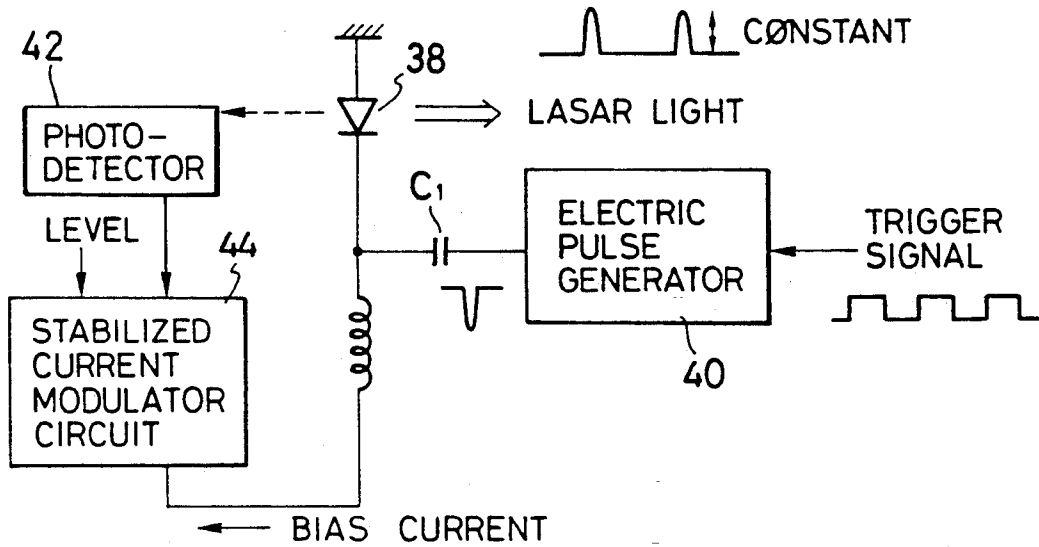 CØNSTANT
42
38
PHOTO-
DETECTOR
LASAR LIGHT
C1
ELECTRIC
PULSE
GENERATOR
TRIGGER
SIGNAL
LEVEL
44
STABILIZED
CURRENT
MODULATOR
CIRCUIT
40
BIAS CURRENT